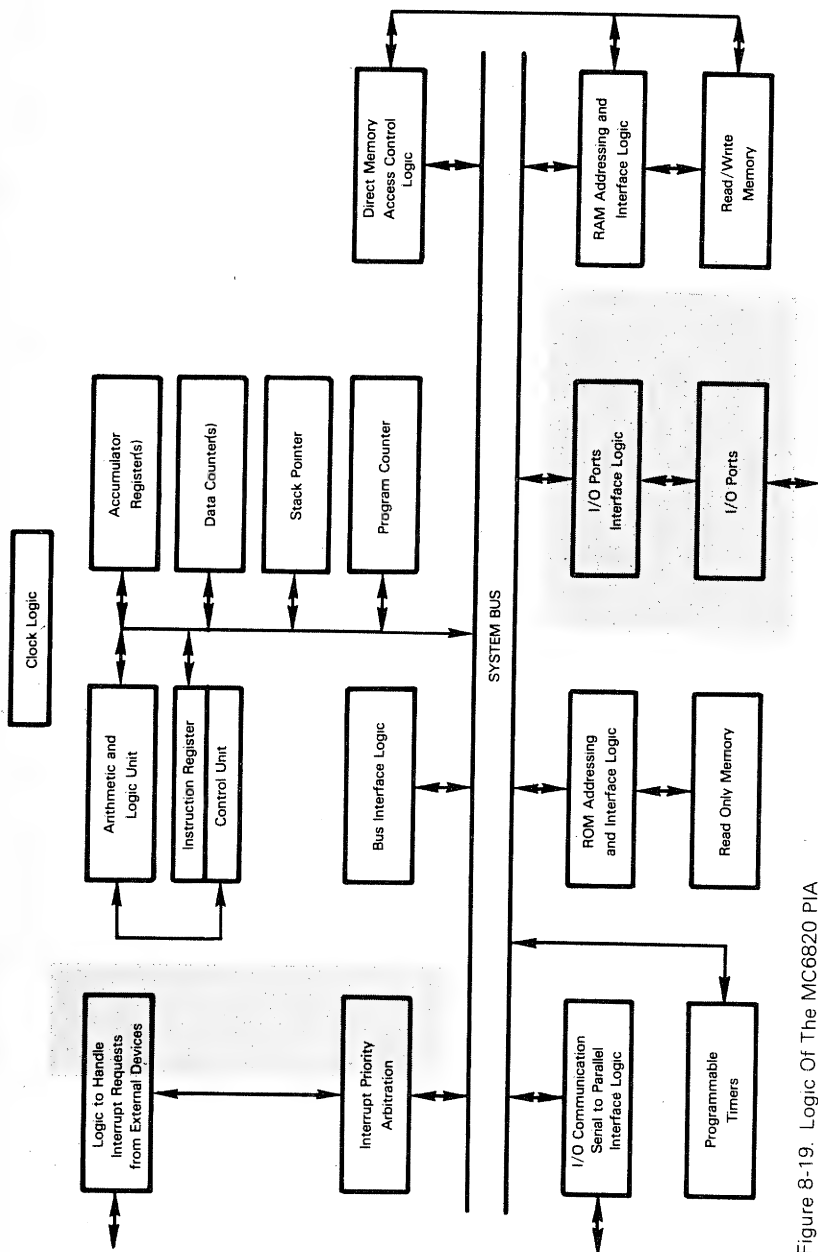 Clock Logic
Logic to Handle
Interrupt Requests
from External Devices
Arithmetic and
Logic Unit
Accumulator
Register(s)
Instruction Register
Control Unit
Data Counter(s)
Stack Pointer
Program Counter
Interrupt Priority
Arbitration
Bus Interface Logic
Direct Memory
Access Control
Logic
SYSTEM BUS
I/O Communication
Serial to Parallel
Interface Logic
ROM Addressing
and Interface Logic
I/O Ports
Interface Logic
RAM Addressing and
Interface Logic
Programmable
Timers
Read Only Memory
I/O Ports
Read/Write
Memory
Figure 8-19. Logic Of The MC6820 PIA